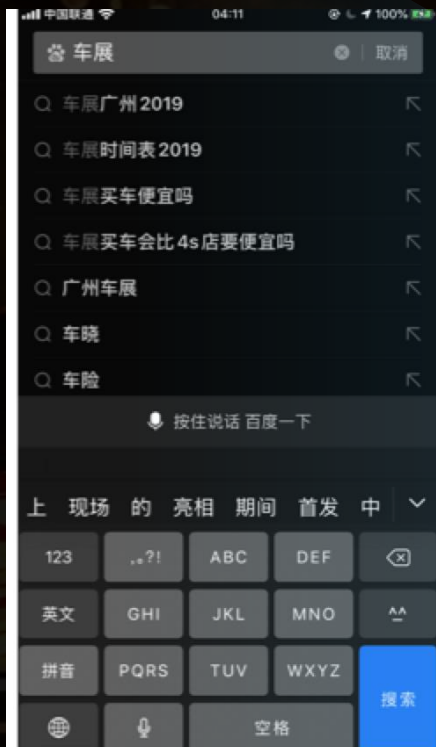 中国联通 04:11 100%
车展 取消
车展广州2019
车展时间表2019
车展买车便宜吗
车展买车会比4s店要便宜吗
广州车展
车晓
车险
按住说话 百度一下
上 现场 的 亮相 期间 首发 中
123 ,。?! ABC DEF
英文 GHI JKL MNO ^^
拼音 PQRS TUV WXYZ 搜索
空格